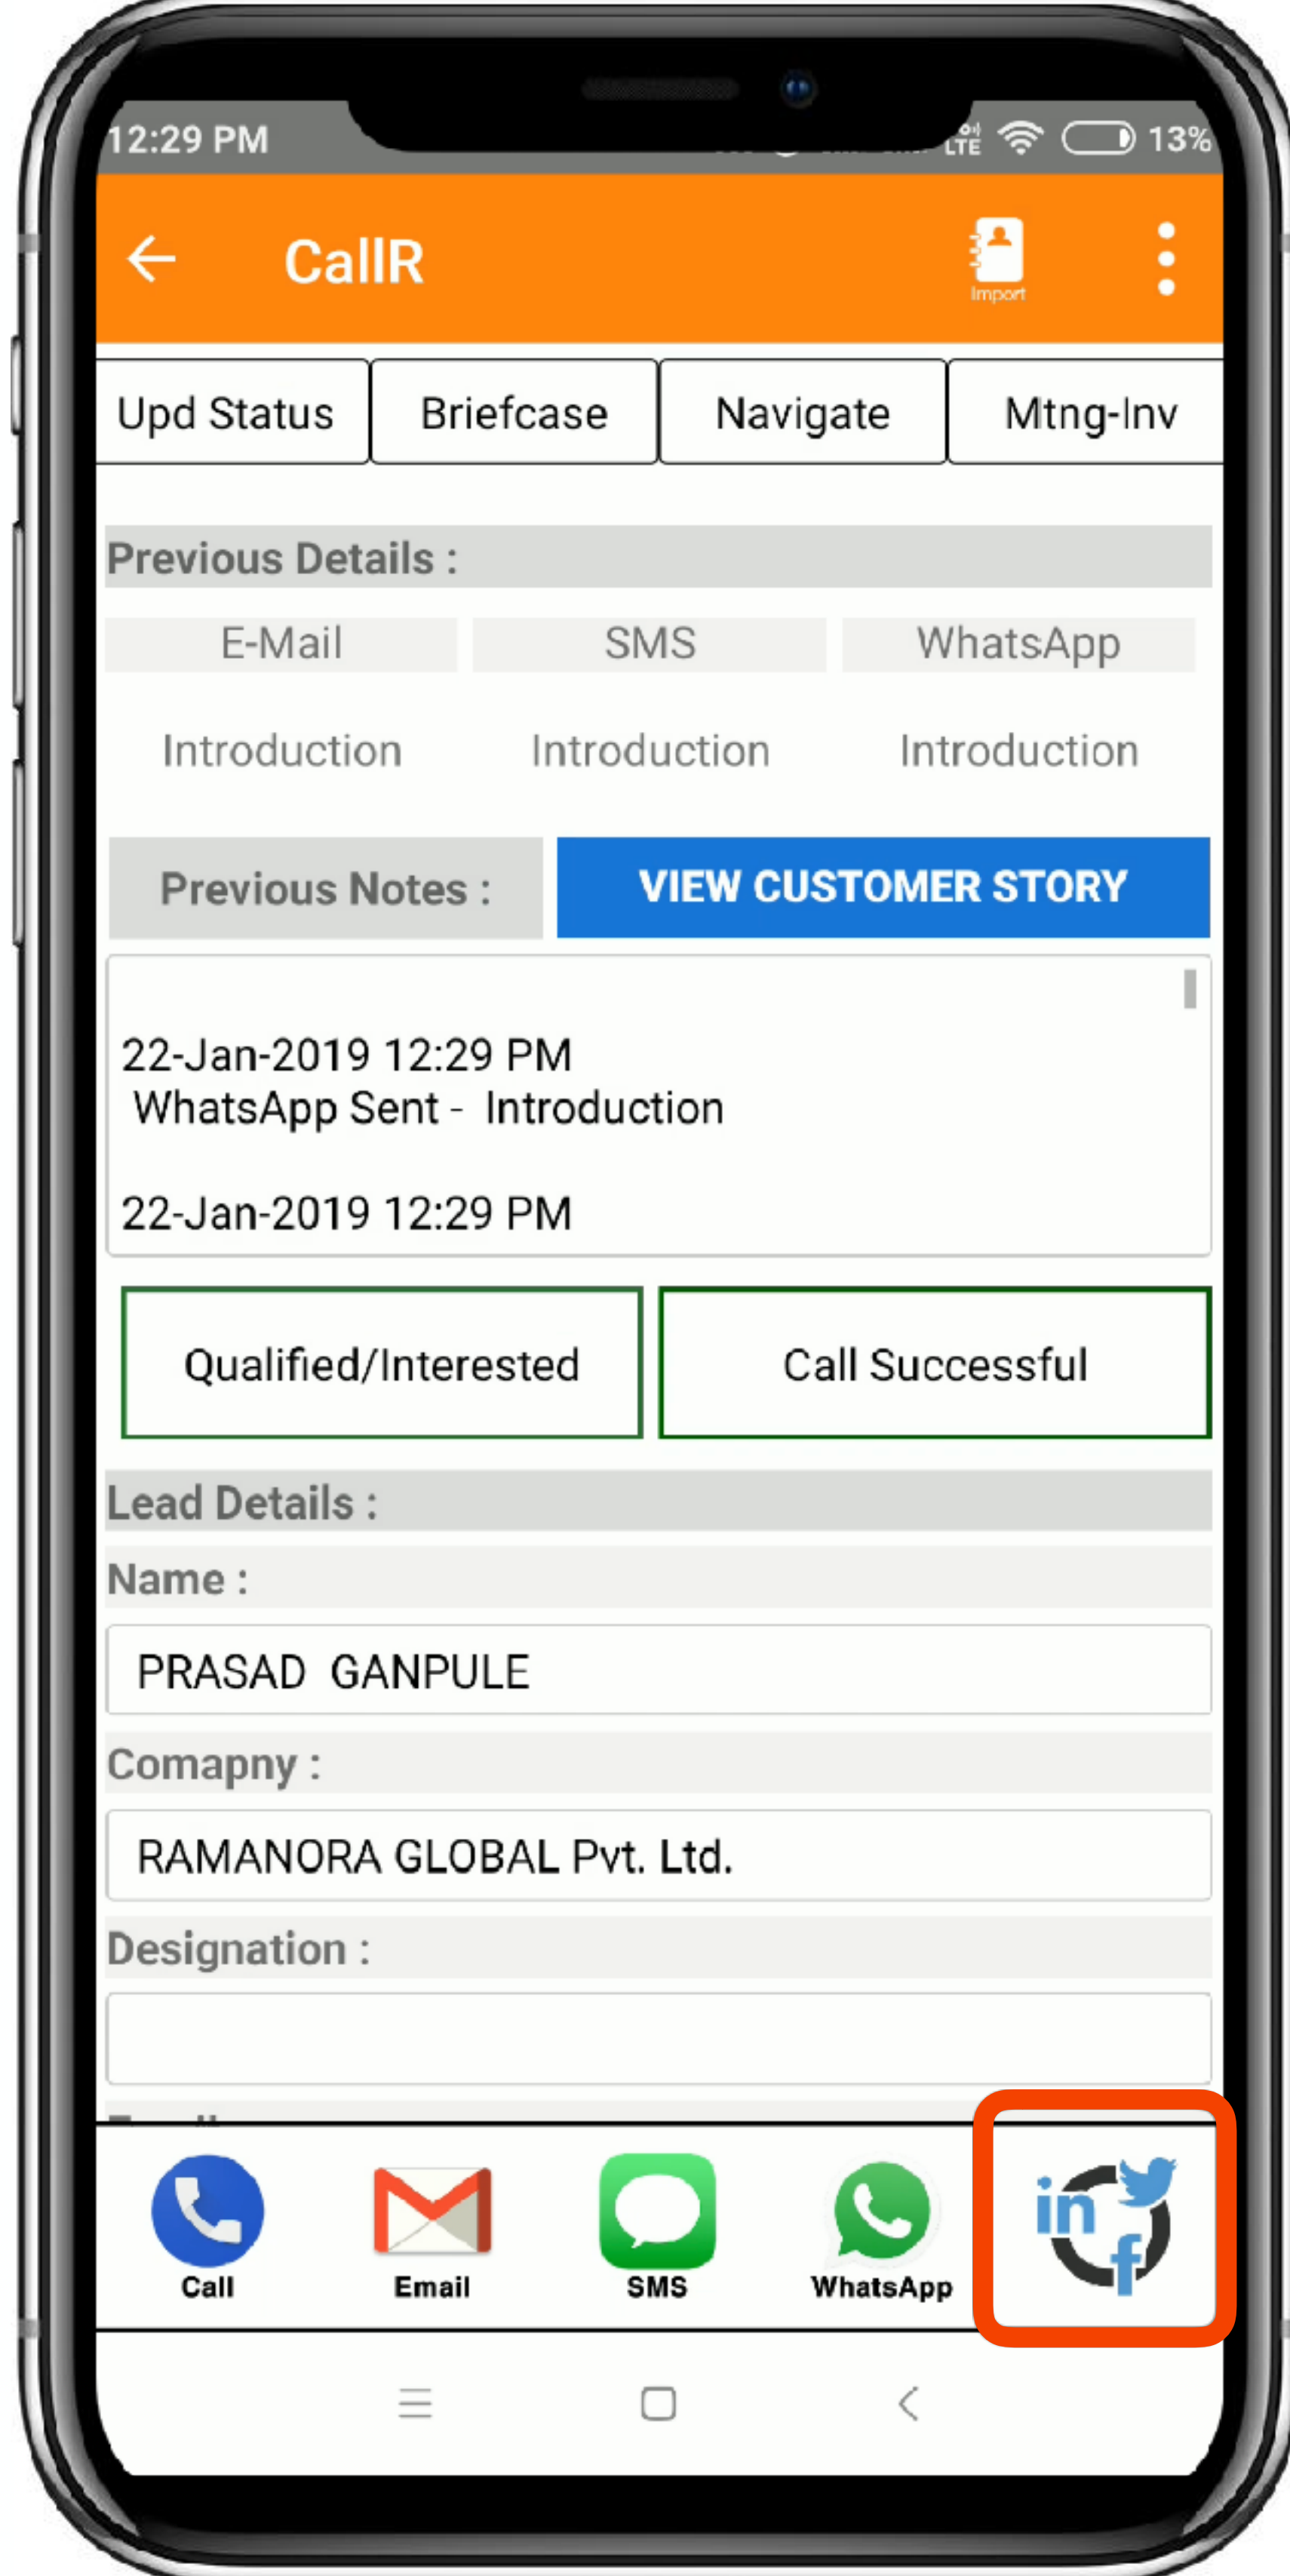 12:29 PM
LTE
13%
CallR
Import
Upd Status
Briefcase
Navigate
Mtng-Inv
Previous Details :
E-Mail
SMS
WhatsApp
Introduction
Introduction
Introduction
Previous Notes :
VIEW CUSTOMER STORY
22-Jan-2019 12:29 PM
WhatsApp Sent - Introduction
22-Jan-2019 12:29 PM
Qualified/Interested
Call Successful
Lead Details :
Name :
PRASAD GANPULE
Comapny :
RAMANORA GLOBAL Pvt. Ltd.
Designation :
in
f
Call
Email
SMS
WhatsApp